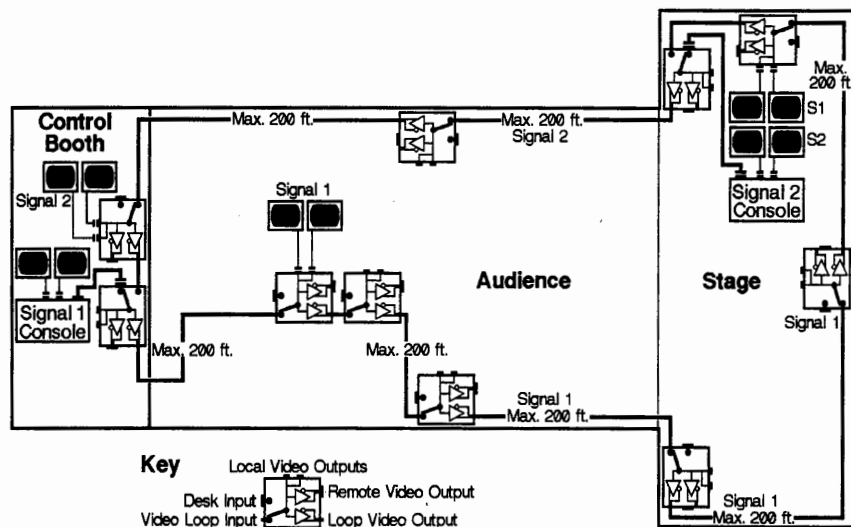 Control
Booth
Signal 2
Signal 1
Console
Max. 200 ft.
Max. 200 ft.
Signal 2
Signal 1
Audience
Max. 200 ft.
Max. 200 ft.
Signal 1
Max. 200 ft.
Max.
200 ft.
S1
S2
Signal 2
Console
Stage
Signal 1
Signal 1
Max. 200 ft.
Key
Local Video Outputs
Desk Input
Remote Video Output
Video Loop Input
Loop Video Output